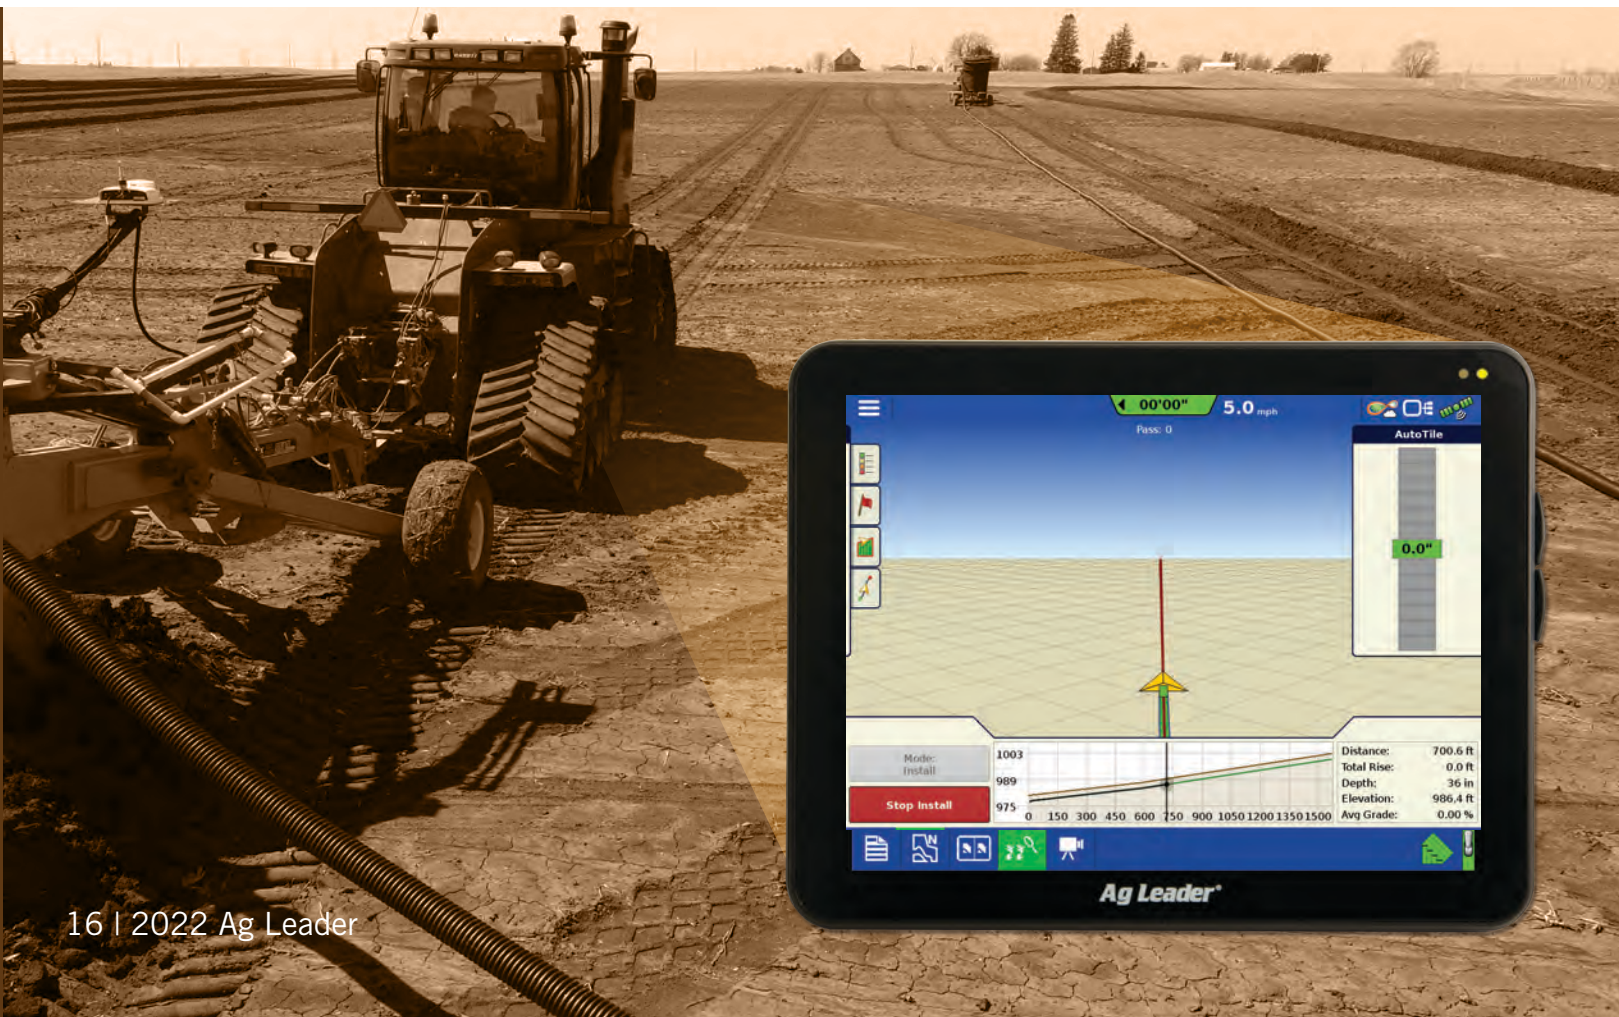 00'00" 5.0 mph
Pass: 0
AutoTile
0.0"
Mode:
Install
Stop Install
1003
989
975
0 150 300 450 600 750 900 1050 1200 1350 1500
Distance: 700.6 ft
Total Rise: 0.0 ft
Depth: 36 in
Elevation: 986.4 ft
Avg Grade: 0.00 %
N
Ag Leader®
16 | 2022 Ag Leader